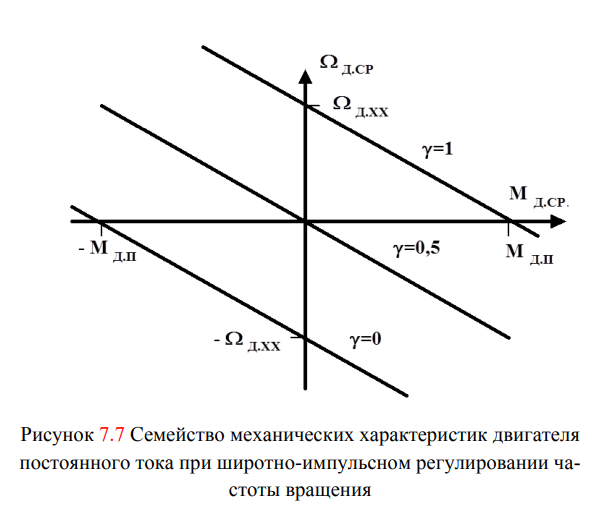 Ω Д.СР
Ω Д.ХХ
γ=1
М Д.СР.
- М Д.П
γ=0,5
М Д.П
- Ω Д.ХХ
γ=0
Рисунок 7.7 Семейство механических характеристик двигателя
постоянного тока при широтно-импульсном регулировании ча-
стоты вращения